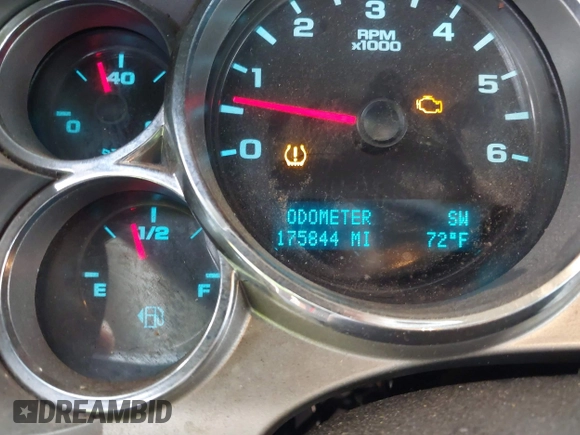 40
0
1/2
E F
0 1 2 3 4 5 6
RPM
x1000
ODOMETER SW
175844 MI 72°F
DREAMBID